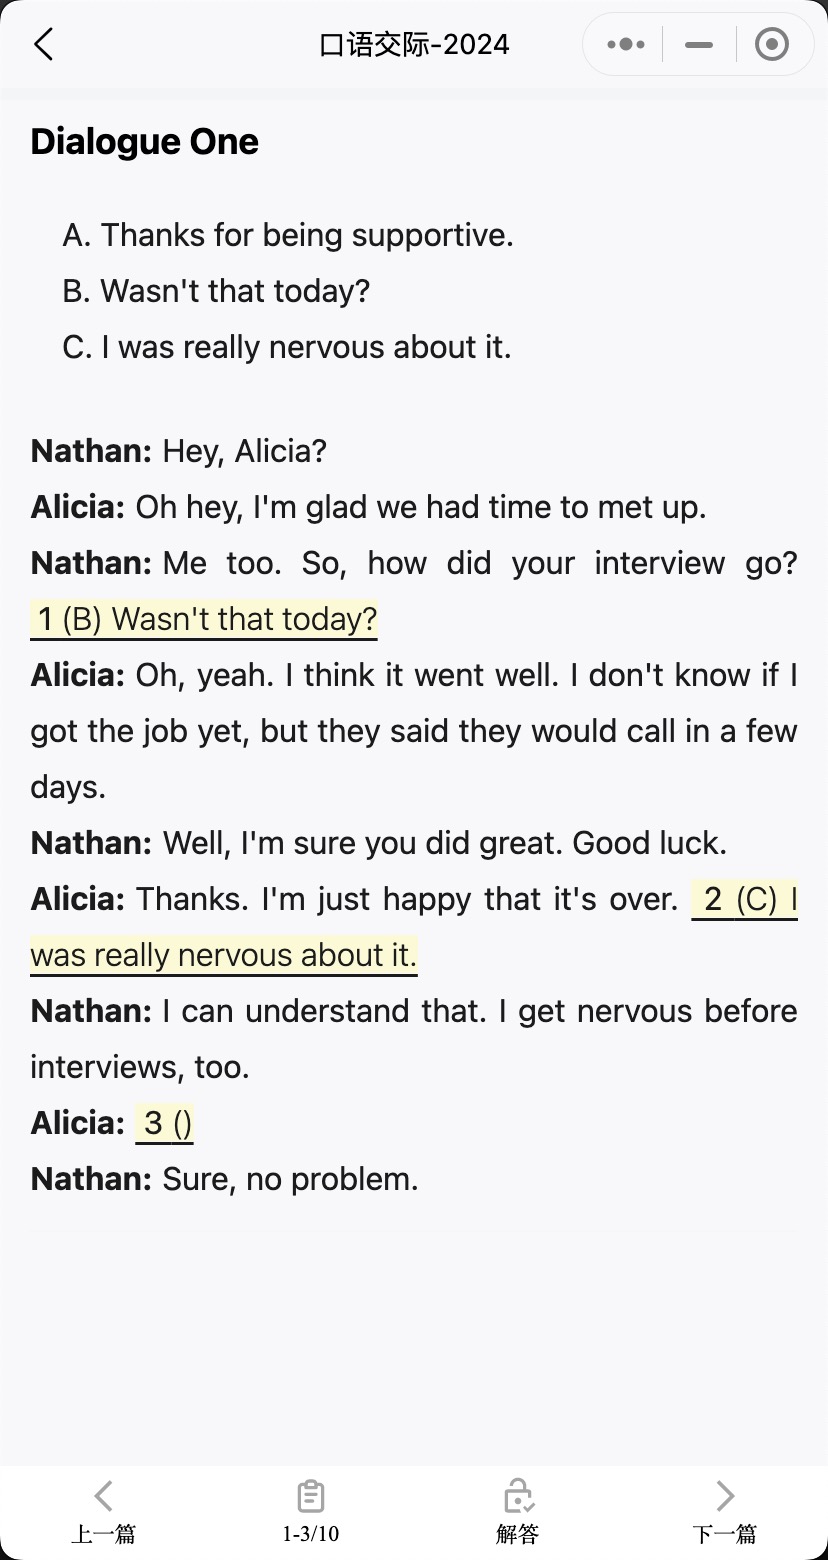 口语交际-2024
Dialogue One
A. Thanks for being supportive.
B. Wasn't that today?
C. I was really nervous about it.
Nathan: Hey, Alicia?
Alicia: Oh hey, I'm glad we had time to met up.
Nathan: Me too. So, how did your interview go?
1 (B) Wasn't that today?
Alicia: Oh, yeah. I think it went well. I don't know if I
got the job yet, but they said they would call in a few
days.
Nathan: Well, I'm sure you did great. Good luck.
Alicia: Thanks. I'm just happy that it's over. 2 (C) I
was really nervous about it.
Nathan: I can understand that. I get nervous before
interviews, too.
Alicia: 3 ()
Nathan: Sure, no problem.
上一篇 1-3/10 解答 下一篇